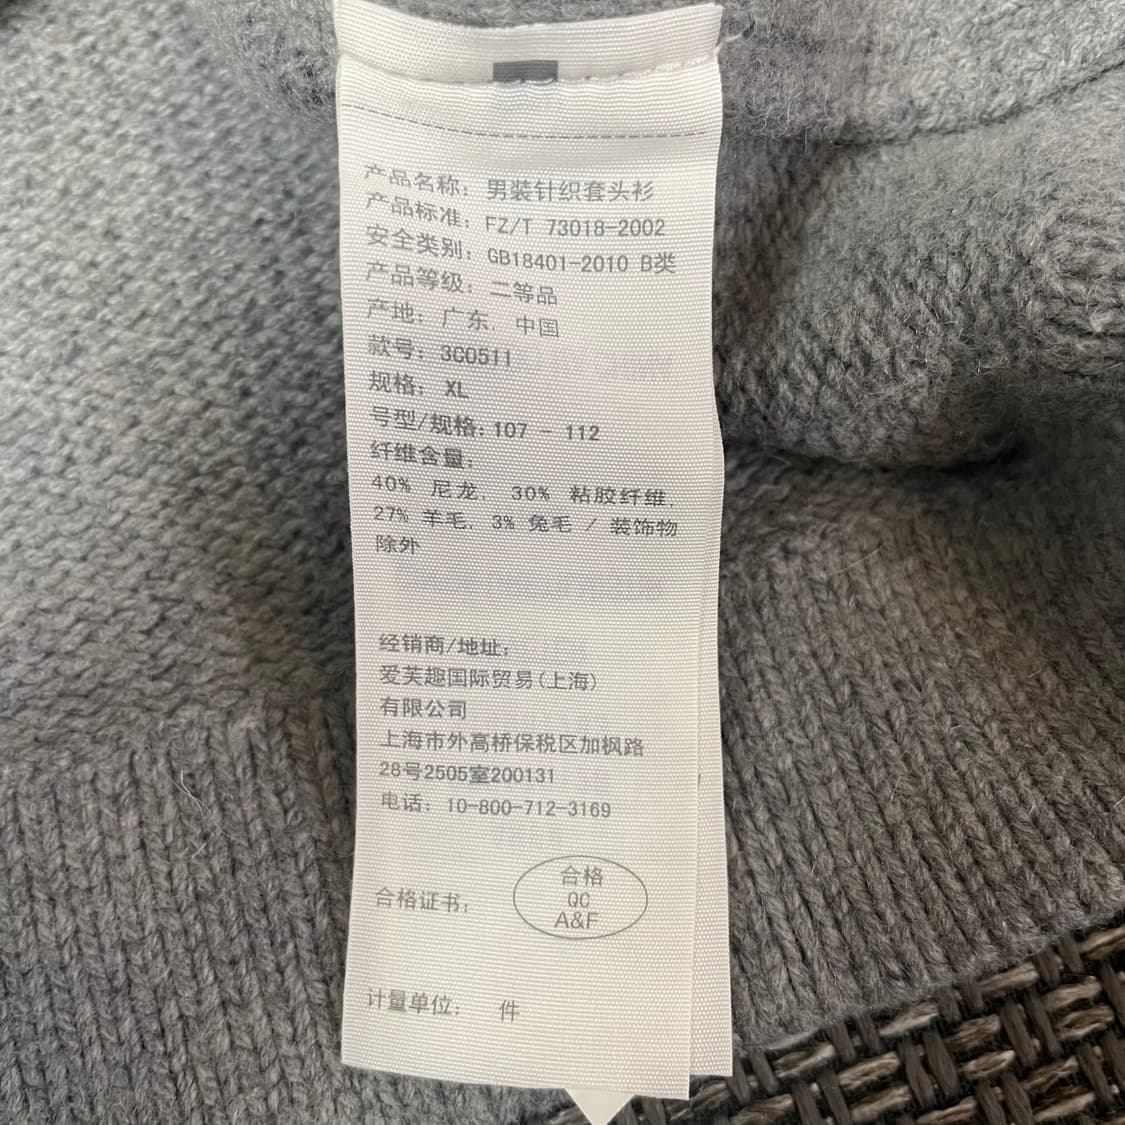 产品名称: 男装针织套头衫
产品标准: FZ/T 73018-2002
安全类别: GB18401-2010 B类
产品等级: 二等品
产地: 广东, 中国
款号: 3C0511
规格: XL
号型/规格: 107 - 112
纤维含量:
40% 尼龙, 30% 粘胶纤维,
27% 羊毛, 3% 兔毛 / 装饰物
除外
经销商/地址:
爱芙趣国际贸易(上海)
有限公司
上海市外高桥保税区加枫路
28号2505室200131
电话: 10-800-712-3169
合格证书:
合格
QC
A&F
计量单位: 件